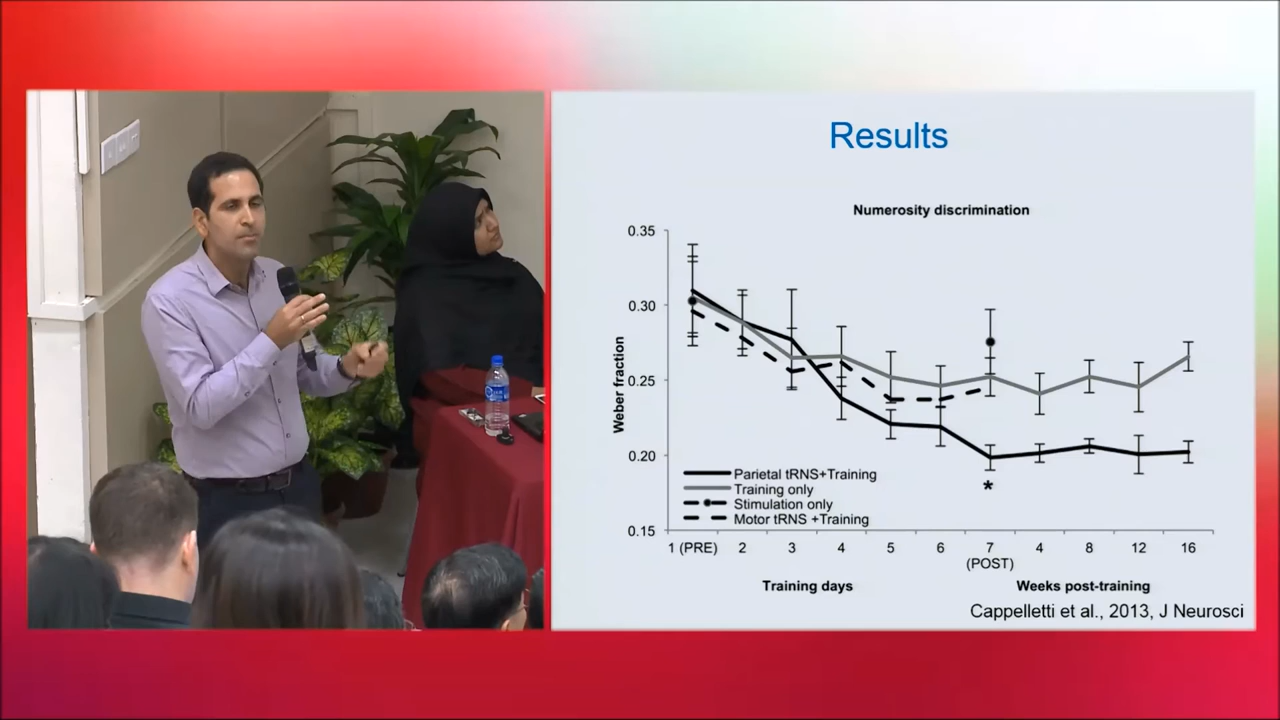 Results
Numerosity discrimination
0.35
0.30
0.25
0.20
0.15
Weber fraction
Parietal tRNS+Training
Training only
Stimulation only
Motor tRNS +Training
*
1 (PRE) 2 3 4 5 6 7 4 8 12 16
(POST)
Training days Weeks post-training
Cappelletti et al., 2013, J Neurosci